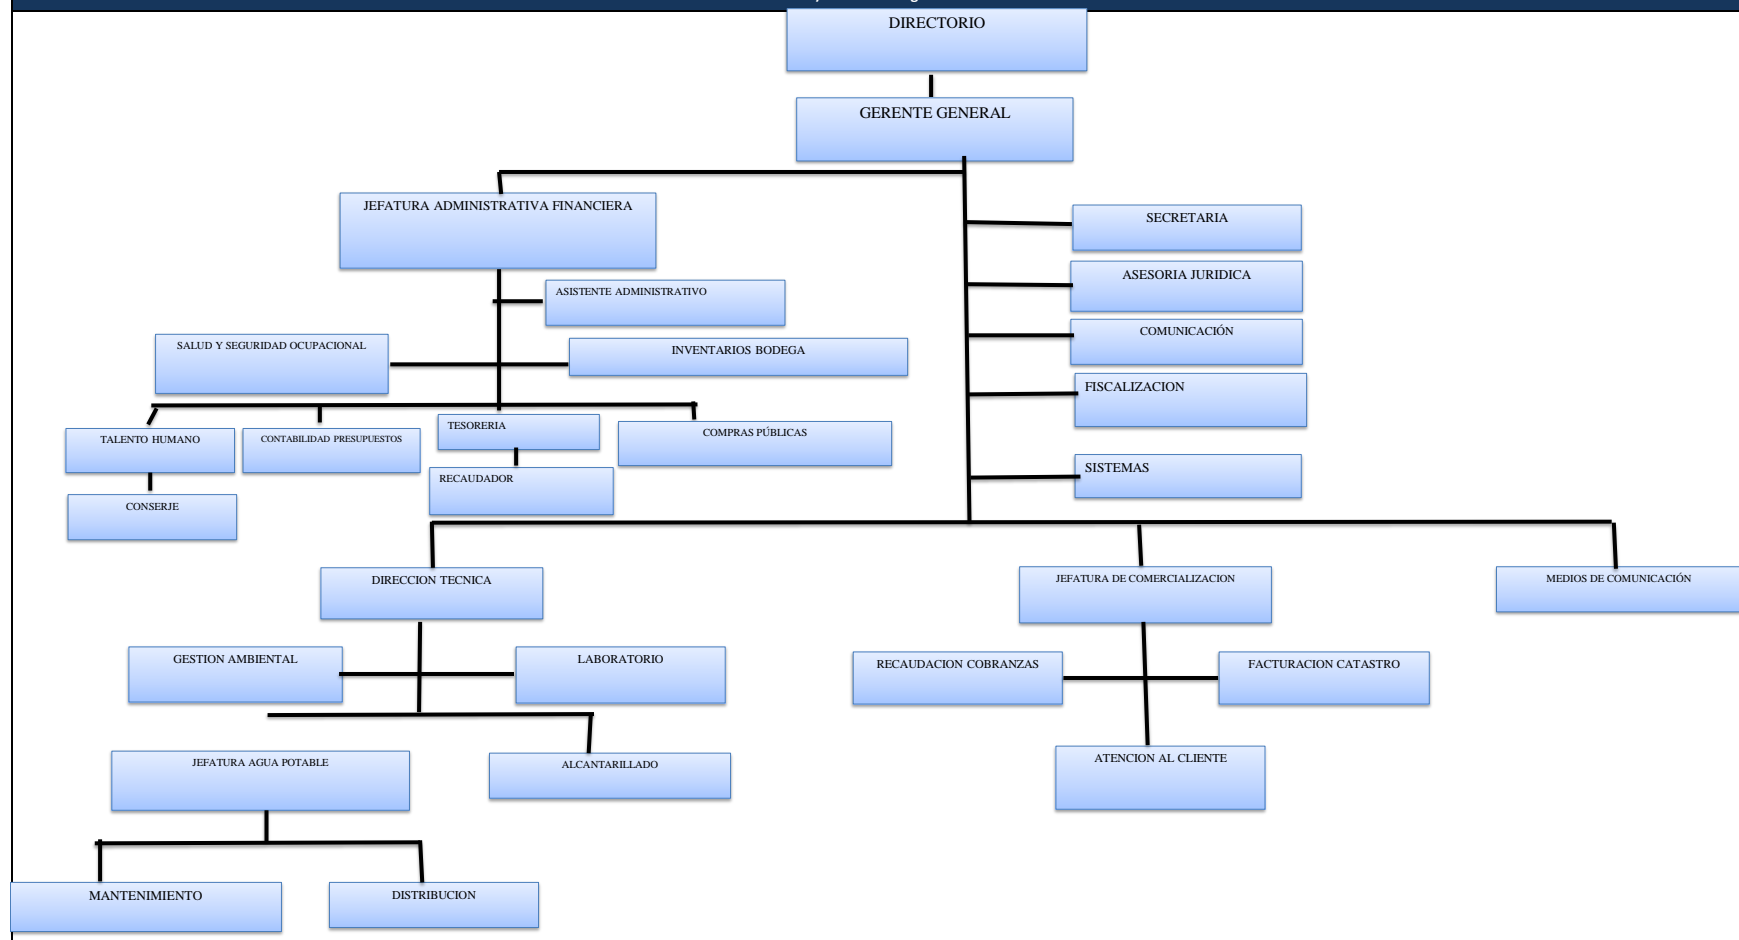 DIRECTORIO
GERENTE GENERAL
JEFATURA ADMINISTRATIVA FINANCIERA
SECRETARIA
ASESORIA JURIDICA
ASISTENTE ADMINISTRATIVO
COMUNICACIÓN
SALUD Y SEGURIDAD OCUPACIONAL
INVENTARIOS BODEGA
FISCALIZACION
TALENTO HUMANO
CONTABILIDAD PRESUPUESTOS
TESORERIA
COMPRAS PÚBLICAS
SISTEMAS
RECAUDADOR
CONSERJE
DIRECCION TECNICA
JEFATURA DE COMERCIALIZACION
MEDIOS DE COMUNICACIÓN
GESTION AMBIENTAL
LABORATORIO
RECAUDACION COBRANZAS
FACTURACION CATASTRO
JEFATURA AGUA POTABLE
ALCANTARILLADO
ATENCION AL CLIENTE
MANTENIMIENTO
DISTRIBUCION